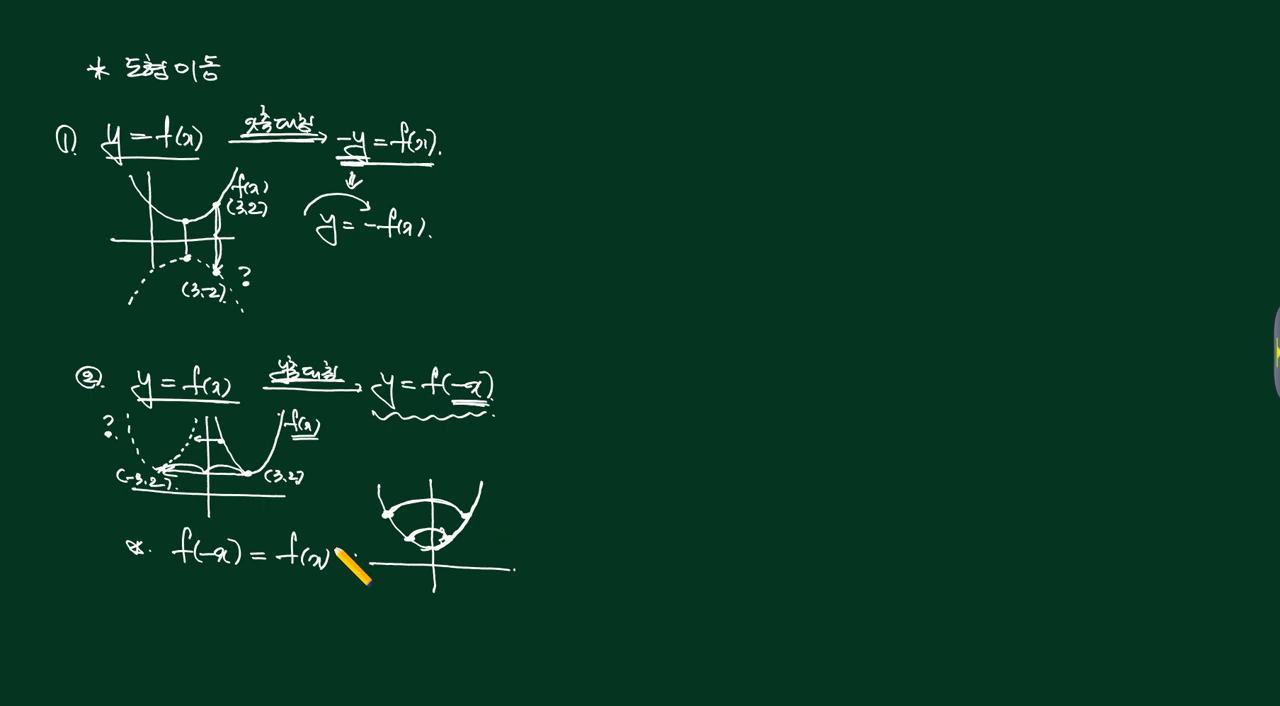 * 도형이동
①. y = f(x) x축대칭 -y = f(x).
f(x)
(3,2)
y = -f(x).
?
(3,-2)
②. y = f(x) y축대칭 y = f(-x).
f(x)
?
(-3,2). (3,2)
※. f(-x) = f(x).